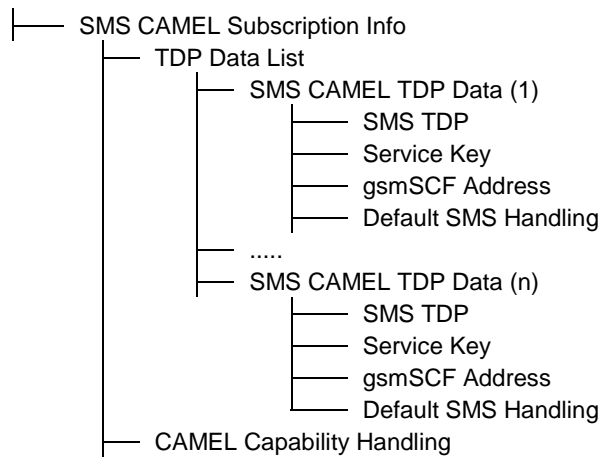 SMS CAMEL Subscription Info
TDP Data List
SMS CAMEL TDP Data (1)
SMS TDP
Service Key
gsmSCF Address
Default SMS Handling
.....
SMS CAMEL TDP Data (n)
SMS TDP
Service Key
gsmSCF Address
Default SMS Handling
CAMEL Capability Handling